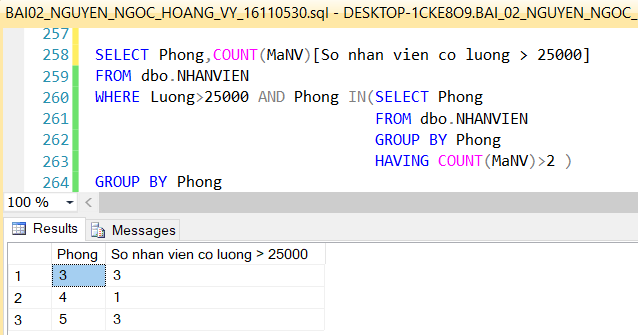 BAI02_NGUYEN_NGOC_HOANG_VY_16110530.sql - DESKTOP-1CKE8O9.BAI_02_NGUYEN_NGOC_
257
258 SELECT Phong,COUNT(MaNV)[So nhan vien co luong > 25000]
259 FROM dbo.NHANVIEN
260 WHERE Luong>25000 AND Phong IN(SELECT Phong
261 FROM dbo.NHANVIEN
262 GROUP BY Phong
263 HAVING COUNT(MaNV)>2 )
264 GROUP BY Phong
100 %
Results Messages
Phong So nhan vien co luong > 25000
1 3 3
2 4 1
3 5 3